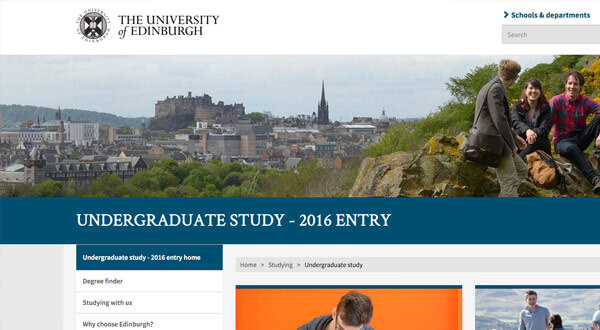 THE UNIVERSITY
of EDINBURGH
Schools & departments
Search
UNDERGRADUATE STUDY - 2016 ENTRY
Undergraduate study - 2016 entry home
Home > Studying > Undergraduate study
Degree finder
Studying with us
Why choose Edinburgh?